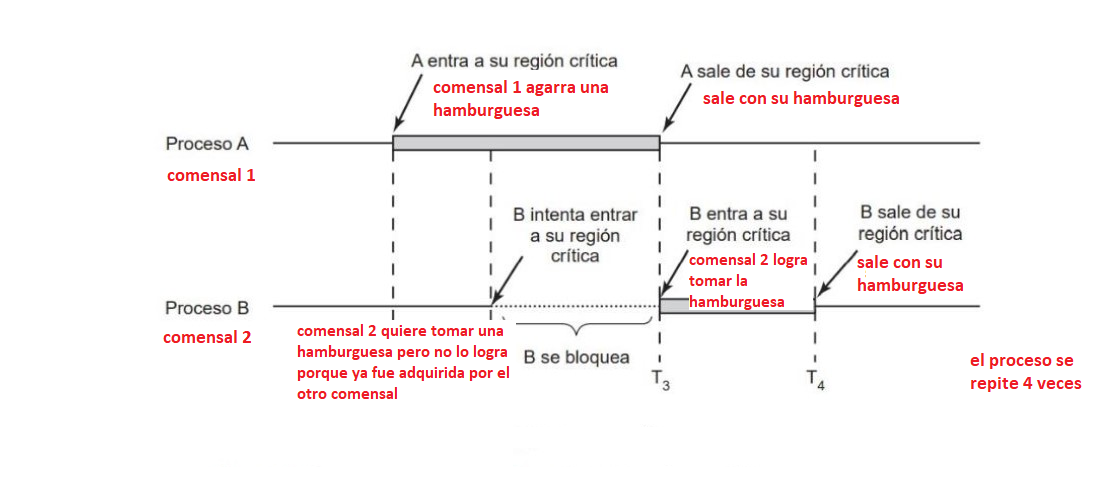 A entra a su región crítica
comensal 1 agarra una
hamburguesa
A sale de su región crítica
sale con su hamburguesa
Proceso A
comensal 1
B intenta entrar
a su región
crítica
B entra a su
región crítica
comensal 2 logra
tomar la
hamburguesa
B sale de su
región crítica
sale con su
hamburguesa
Proceso B
comensal 2
comensal 2 quiere tomar una
hamburguesa pero no lo logra
porque ya fue adquirida por el
otro comensal
B se bloquea
T3
T4
el proceso se
repite 4 veces